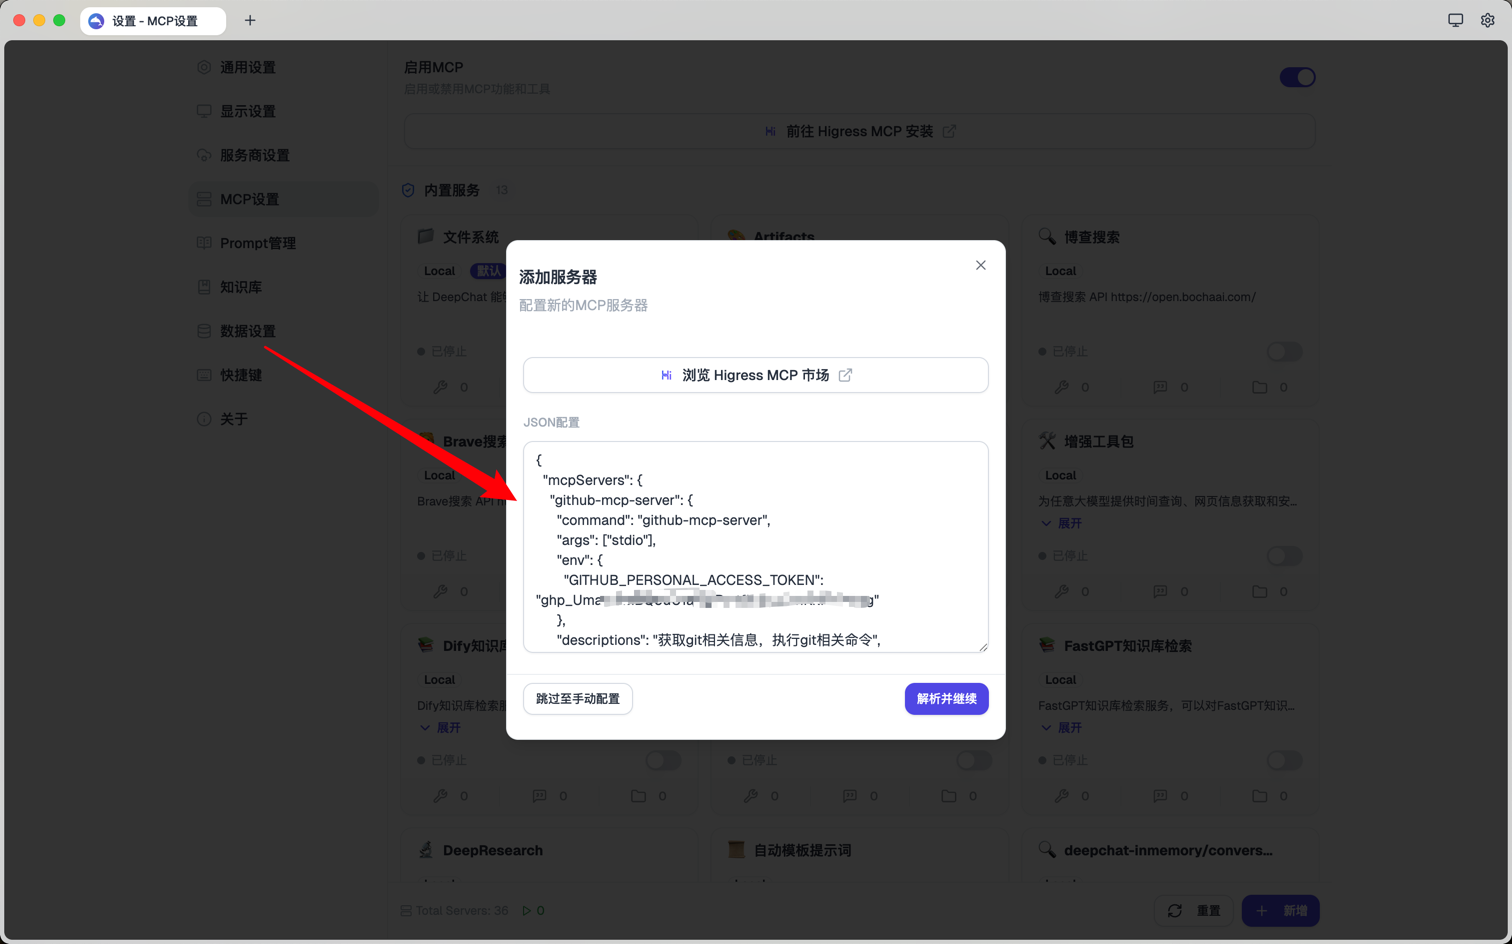 设置 - MCP设置
通用设置
显示设置
服务商设置
MCP设置
Prompt管理
知识库
数据设置
快捷键
关于
启用MCP
启用或禁用MCP功能和工具
Hi 前往 Higress MCP 安装
内置服务 13
文件系统
Local 默认
让 DeepChat
已停止
0
Artifacts
博查搜索
Local
博查搜索 API https://open.bochaai.com/
已停止
0 0 0
Brave搜索
Local
Brave搜索 API
已停止
0
增强工具包
Local
为任意大模型提供时间查询、网页信息获取和安...
展开
已停止
0 0 0
Dify知识库
Local
Dify知识库检索
展开
已停止
0 0 0
已停止
0 0 0
FastGPT知识库检索
Local
FastGPT知识库检索服务，可以对FastGPT知识...
展开
已停止
0 0 0
DeepResearch
自动模板提示词
deepchat-inmemory/convers...
Total Servers: 36 0
重置
新增
添加服务器
配置新的MCP服务器
Hi 浏览 Higress MCP 市场
JSON配置
{
"mcpServers": {
"github-mcp-server": {
"command": "github-mcp-server",
"args": ["stdio"],
"env": {
"GITHUB_PERSONAL_ACCESS_TOKEN":
"ghp_Uma
},
"descriptions": "获取git相关信息，执行git相关命令",
跳过至手动配置
解析并继续